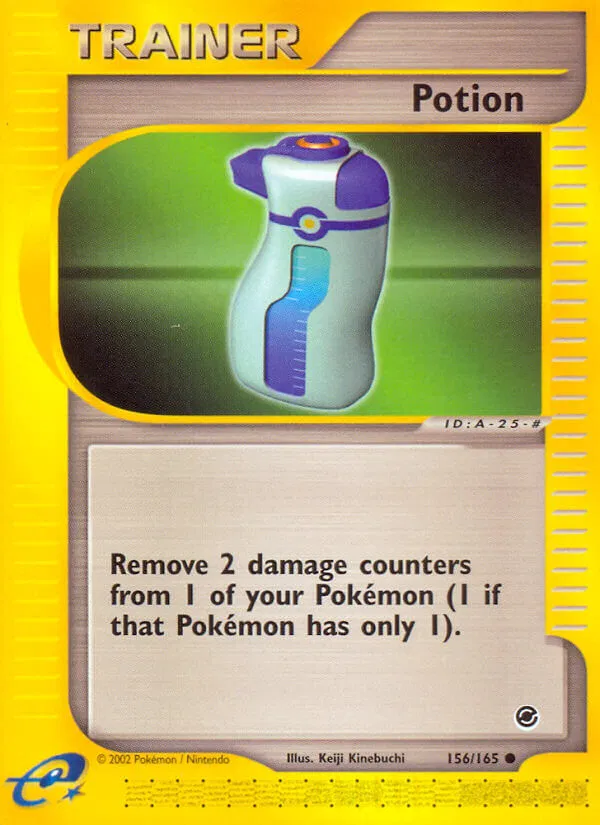 TRAINER
Potion
ID:A-25-#
Remove 2 damage counters
from 1 of your Pokémon (1 if
that Pokémon has only 1).
© 2002 Pokémon / Nintendo
Illus. Keiji Kinebuchi
156/165 ●
e